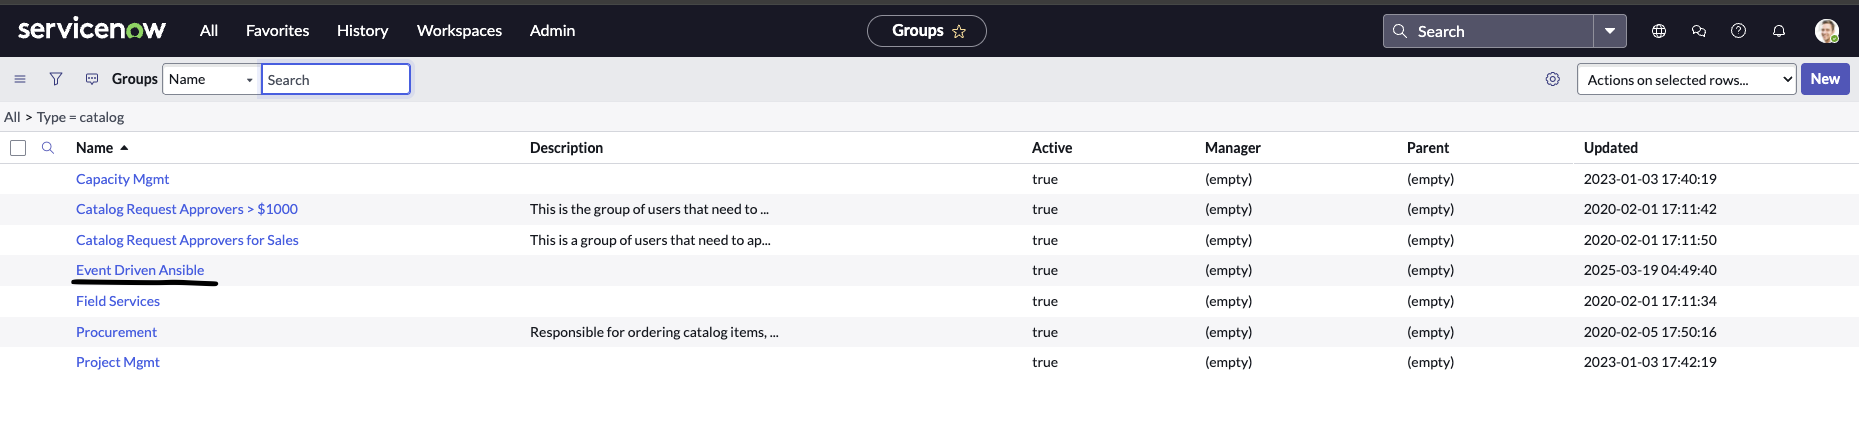 servicenow All Favorites History Workspaces Admin Groups Search
Groups Name Search Actions on selected rows... New
All > Type = catalog
Name Description Active Manager Parent Updated
Capacity Mgmt true (empty) (empty) 2023-01-03 17:40:19
Catalog Request Approvers > $1000 This is the group of users that need to ... true (empty) (empty) 2020-02-01 17:11:42
Catalog Request Approvers for Sales This is a group of users that need to ap... true (empty) (empty) 2020-02-01 17:11:50
Event Driven Ansible true (empty) (empty) 2025-03-19 04:49:40
Field Services true (empty) (empty) 2020-02-01 17:11:34
Procurement Responsible for ordering catalog items, ... true (empty) (empty) 2020-02-05 17:50:16
Project Mgmt true (empty) (empty) 2023-01-03 17:42:19